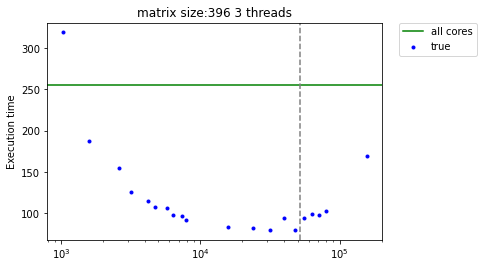 matrix size:396 3 threads
all cores
true
Execution time
300
250
200
150
100
10³
10⁴
10⁵